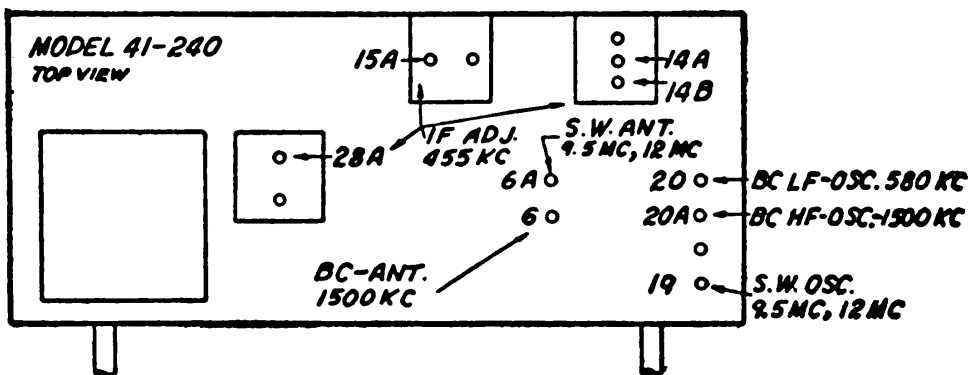 MODEL 41-240
TOP VIEW
15A
14A
14B
IF ADJ.
455 KC
28A
S.W. ANT.
9.5 MC, 12 MC
6A
6
BC-ANT.
1500 KC
20
BC LF-OSC. 580 KC
20A
BC HF-OSC.-1500 KC
19
S.W. OSC.
9.5 MC, 12 MC